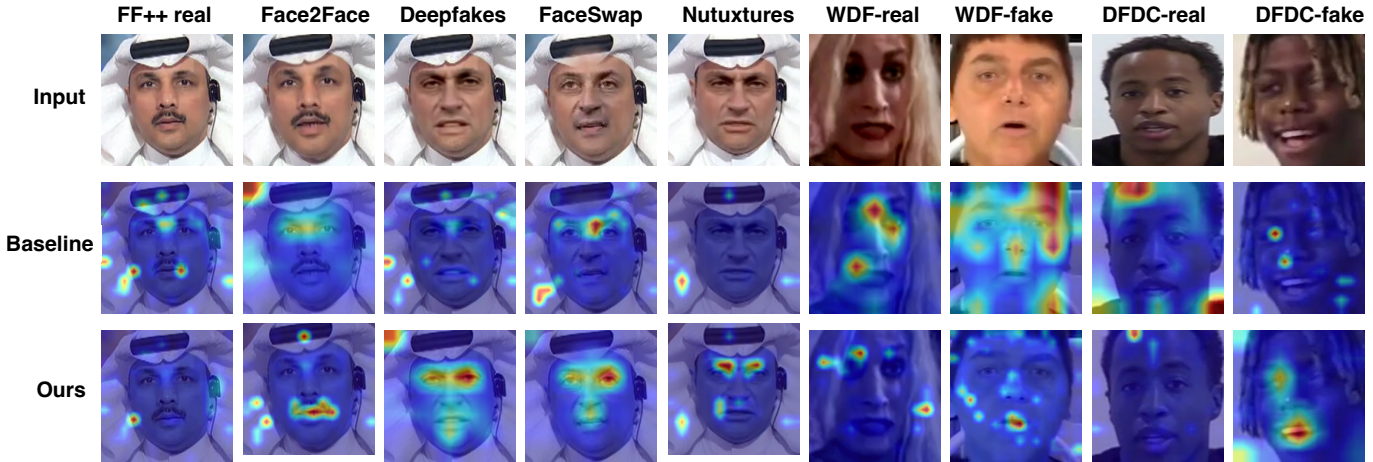 FF++ real Face2Face Deepfakes FaceSwap Nutuxtures WDF-real WDF-fake DFDC-real DFDC-fake
Input
Baseline
Ours